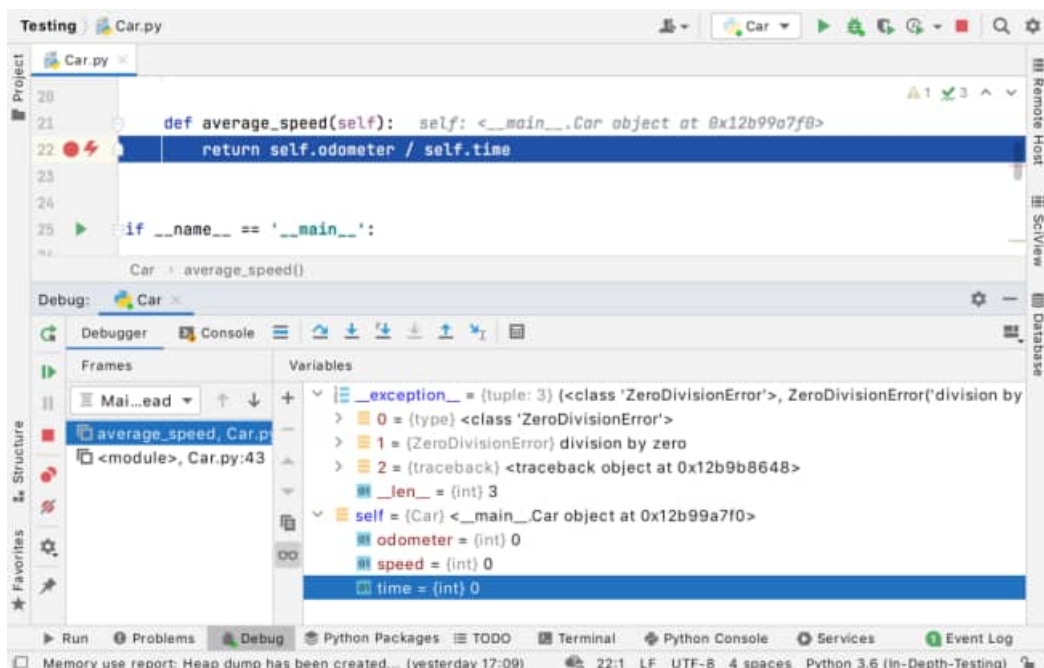 Testing Car.py
Car
Project
Car.py
1 3
20
21 def average_speed(self): self: <__main__.Car object at 0x12b99a7f0>
22 return self.odometer / self.time
23
24
25 if __name__ == '__main__':
Car average_speed()
Remote Host
SciView
Database
Debug: Car
Debugger Console
Frames Variables
Mai...ead
average_speed, Car.py
<module>, Car.py:43
__exception__ = {tuple: 3} (<class 'ZeroDivisionError'>, ZeroDivisionError('division by
0 = {type} <class 'ZeroDivisionError'>
1 = {ZeroDivisionError} division by zero
2 = {traceback} <traceback object at 0x12b9b8648>
__len__ = {int} 3
self = {Car} <__main__.Car object at 0x12b99a7f0>
odometer = {int} 0
speed = {int} 0
time = {int} 0
Structure
Favorites
Run Problems Debug Python Packages TODO Terminal Python Console Services 1 Event Log
Memory use report: Heap dump has been created... (yesterday 17:09) 22:1 LF UTF-8 4 spaces Python 3.6 (In-Depth-Testing)